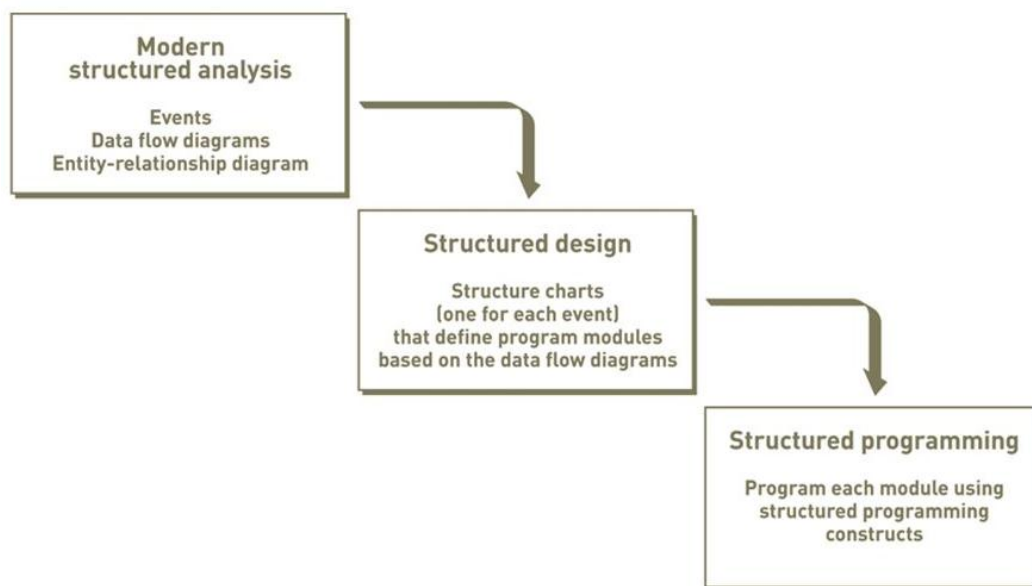 Modern
structured analysis
Events
Data flow diagrams
Entity-relationship diagram
Structured design
Structure charts
(one for each event)
that define program modules
based on the data flow diagrams
Structured programming
Program each module using
structured programming
constructs